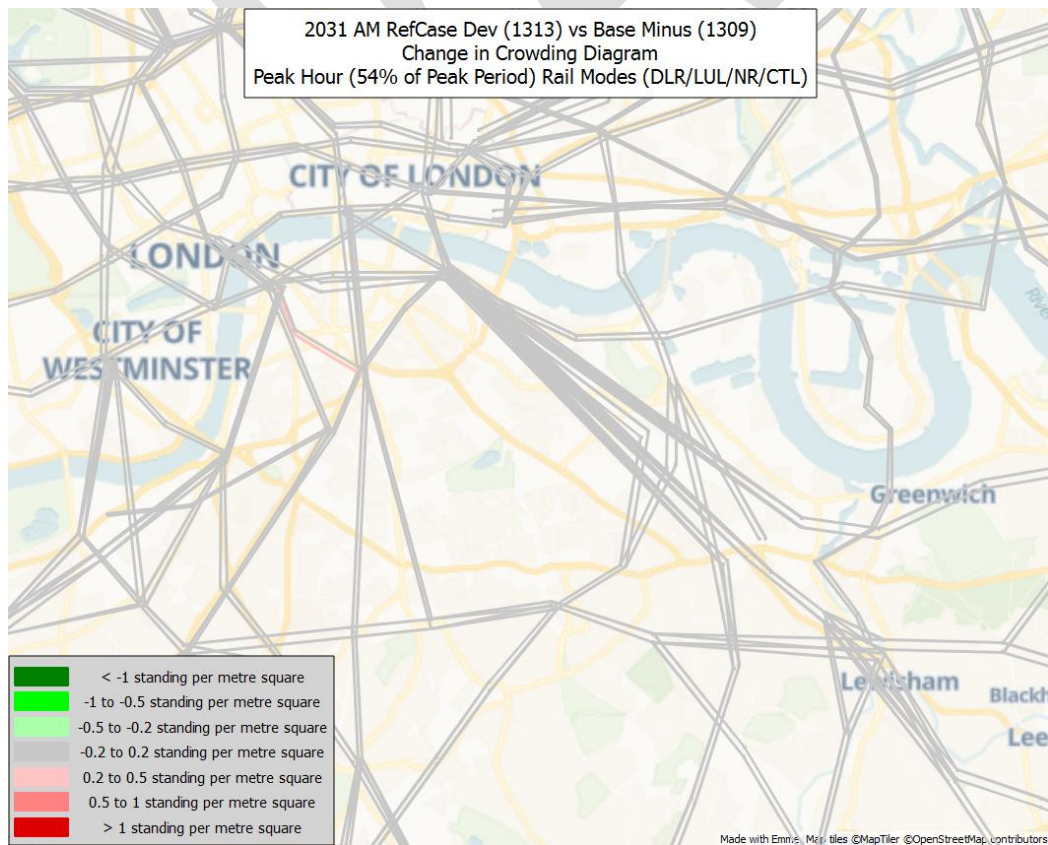 2031 AM RefCase Dev (1313) vs Base Minus (1309)
Change in Crowding Diagram
Peak Hour (54% of Peak Period) Rail Modes (DLR/LUL/NR/CTL)
CITY OF LONDON
LONDON
CITY OF
WESTMINSTER
River
Greenwich
Lewisham
Blackh
Lee
< -1 standing per metre square
-1 to -0.5 standing per metre square
-0.5 to -0.2 standing per metre square
-0.2 to 0.2 standing per metre square
0.2 to 0.5 standing per metre square
0.5 to 1 standing per metre square
> 1 standing per metre square
Made with Emme, Map tiles ©MapTiler ©OpenStreetMap contributors